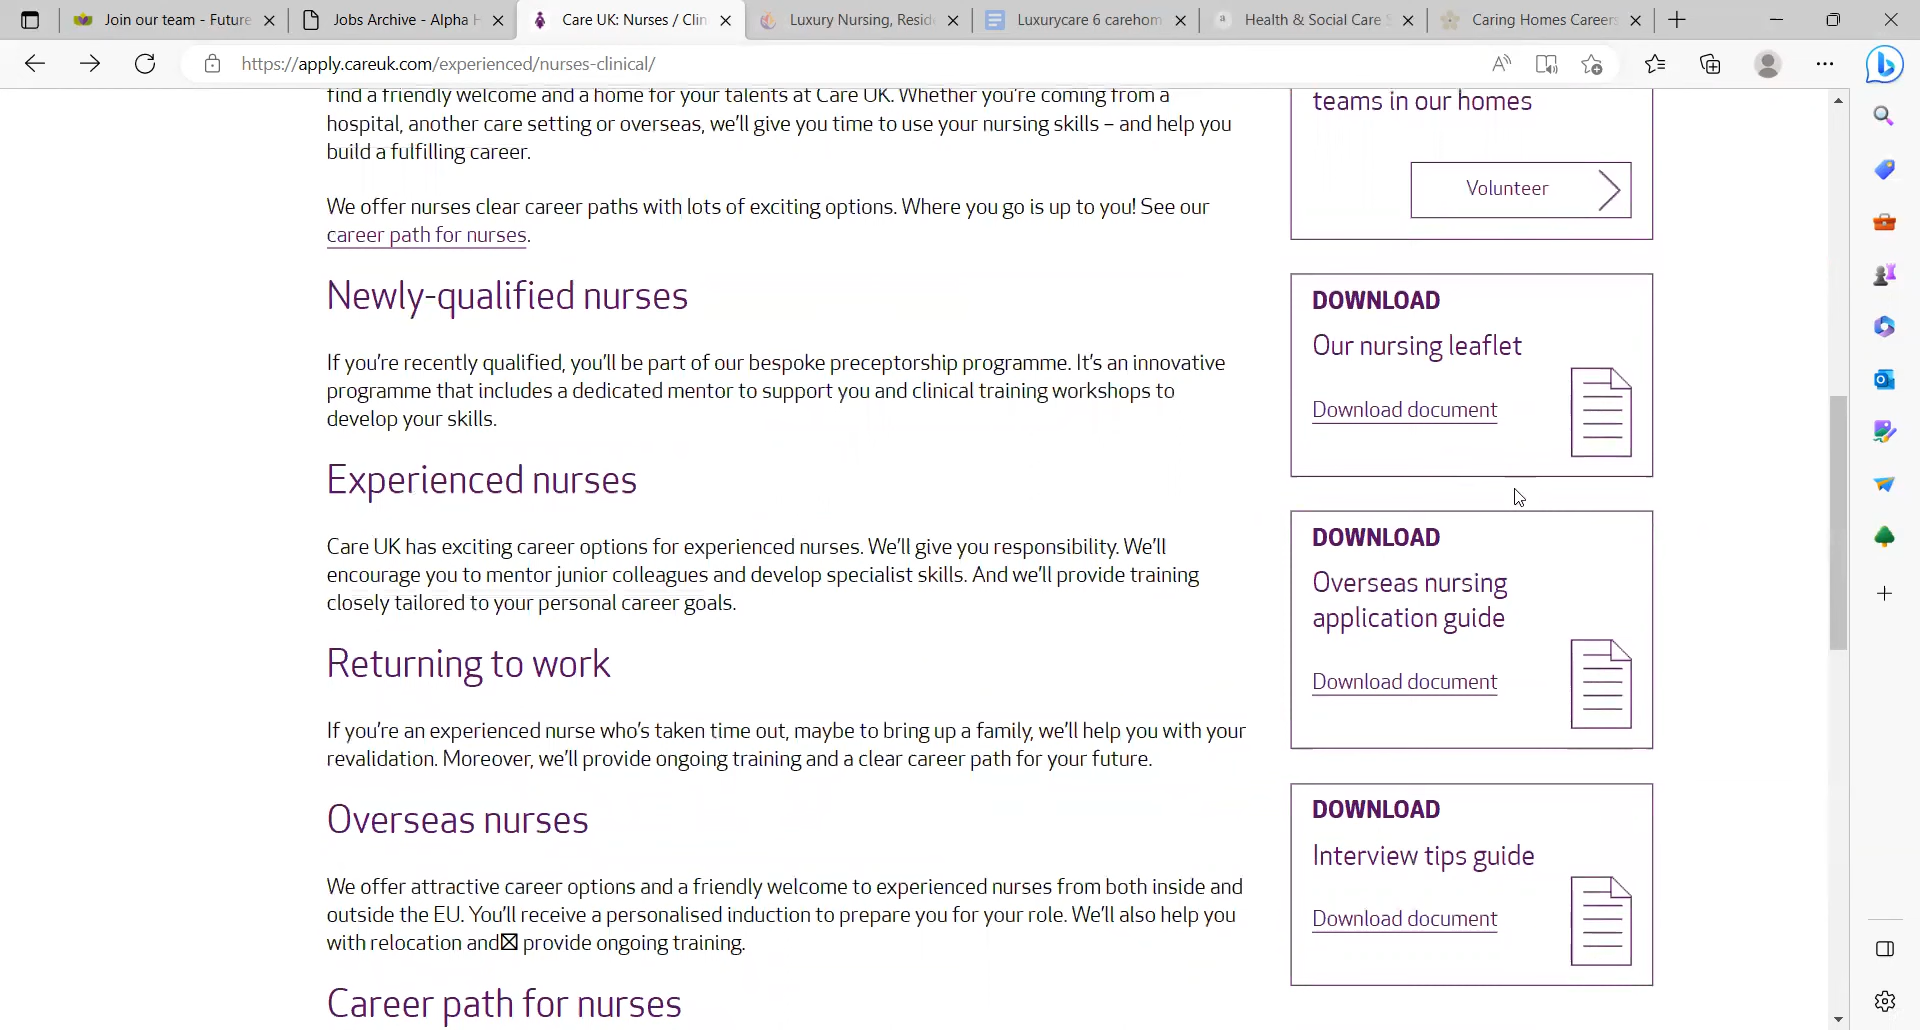 Join our team - Future
Jobs Archive - Alpha H
Care UK: Nurses / Clin
Luxury Nursing, Reside
Luxurycare 6 carehom
Health & Social Care S
Caring Homes Careers
https://apply.careuk.com/experienced/nurses-clinical/
find a friendly welcome and a home for your talents at Care UK. Whether you're coming from a
hospital, another care setting or overseas, we'll give you time to use your nursing skills – and help you
build a fulfilling career.
We offer nurses clear career paths with lots of exciting options. Where you go is up to you! See our
career path for nurses.
Newly-qualified nurses
If you're recently qualified, you'll be part of our bespoke preceptorship programme. It's an innovative
programme that includes a dedicated mentor to support you and clinical training workshops to
develop your skills.
Experienced nurses
Care UK has exciting career options for experienced nurses. We'll give you responsibility. We'll
encourage you to mentor junior colleagues and develop specialist skills. And we'll provide training
closely tailored to your personal career goals.
Returning to work
If you're an experienced nurse who's taken time out, maybe to bring up a family, we'll help you with your
revalidation. Moreover, we'll provide ongoing training and a clear career path for your future.
Overseas nurses
We offer attractive career options and a friendly welcome to experienced nurses from both inside and
outside the EU. You'll receive a personalised induction to prepare you for your role. We'll also help you
with relocation and☒ provide ongoing training.
Career path for nurses
teams in our homes
Volunteer
DOWNLOAD
Our nursing leaflet
Download document
DOWNLOAD
Overseas nursing
application guide
Download document
DOWNLOAD
Interview tips guide
Download document